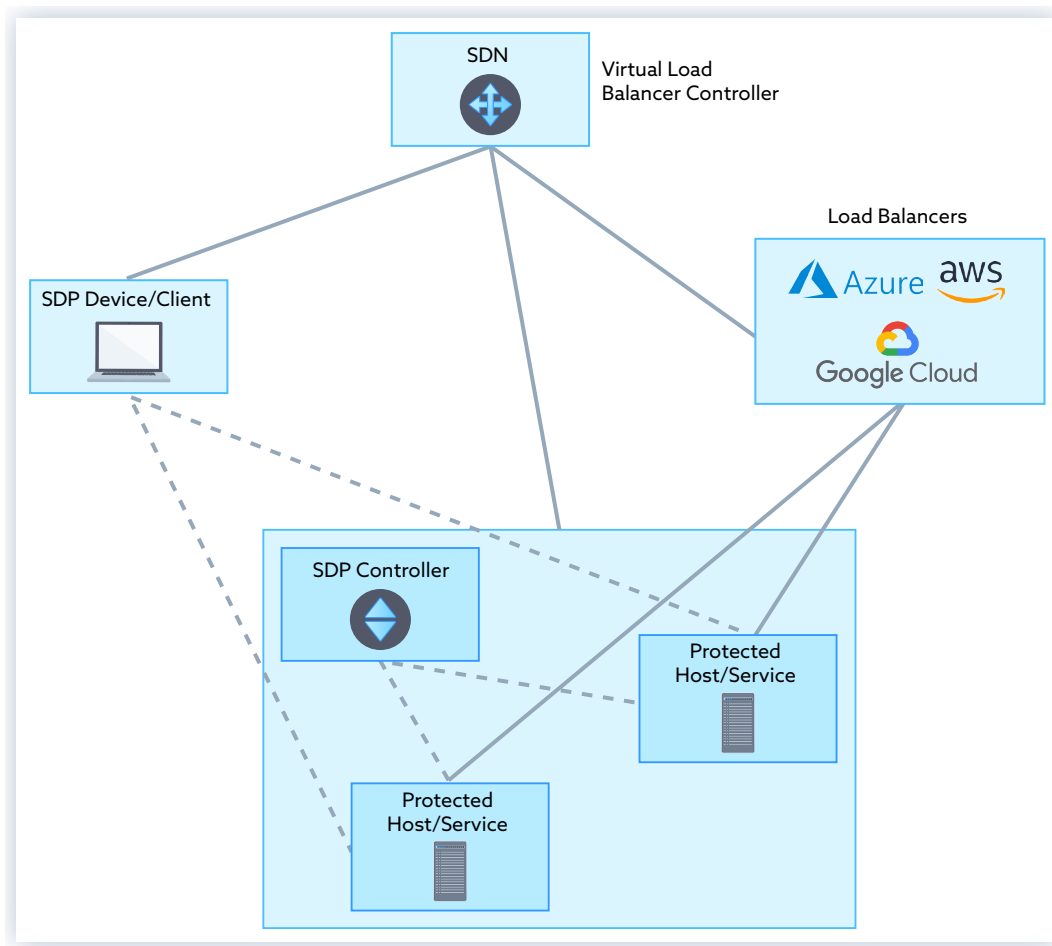 SDN
Virtual Load
Balancer Controller
Load Balancers
Azure
aws
Google Cloud
SDP Device/Client
SDP Controller
Protected
Host/Service
Protected
Host/Service